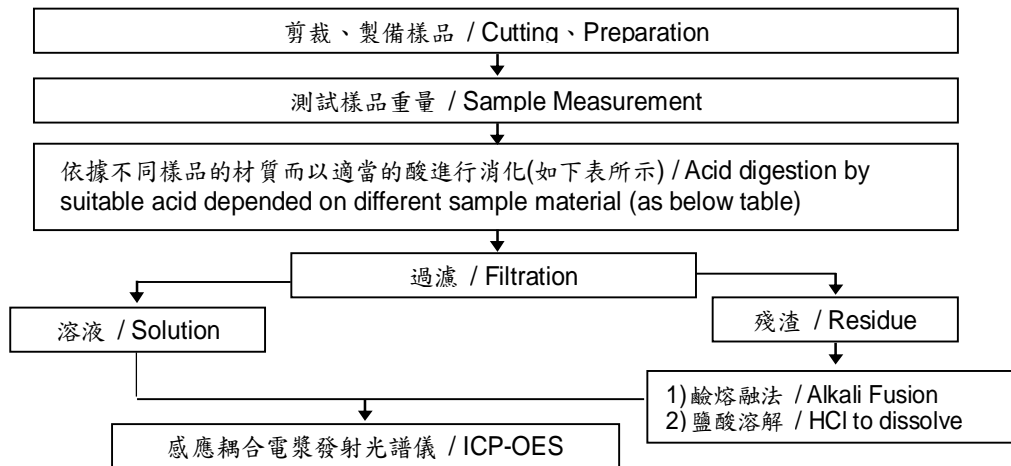 剪裁、製備樣品 / Cutting、Preparation
測試樣品重量 / Sample Measurement
依據不同樣品的材質而以適當的酸進行消化(如下表所示) / Acid digestion by
suitable acid depended on different sample material (as below table)
過濾 / Filtration
溶液 / Solution
殘渣 / Residue
1)鹼熔融法 / Alkali Fusion
2)鹽酸溶解 / HCl to dissolve
感應耦合電漿發射光譜儀 / ICP-OES